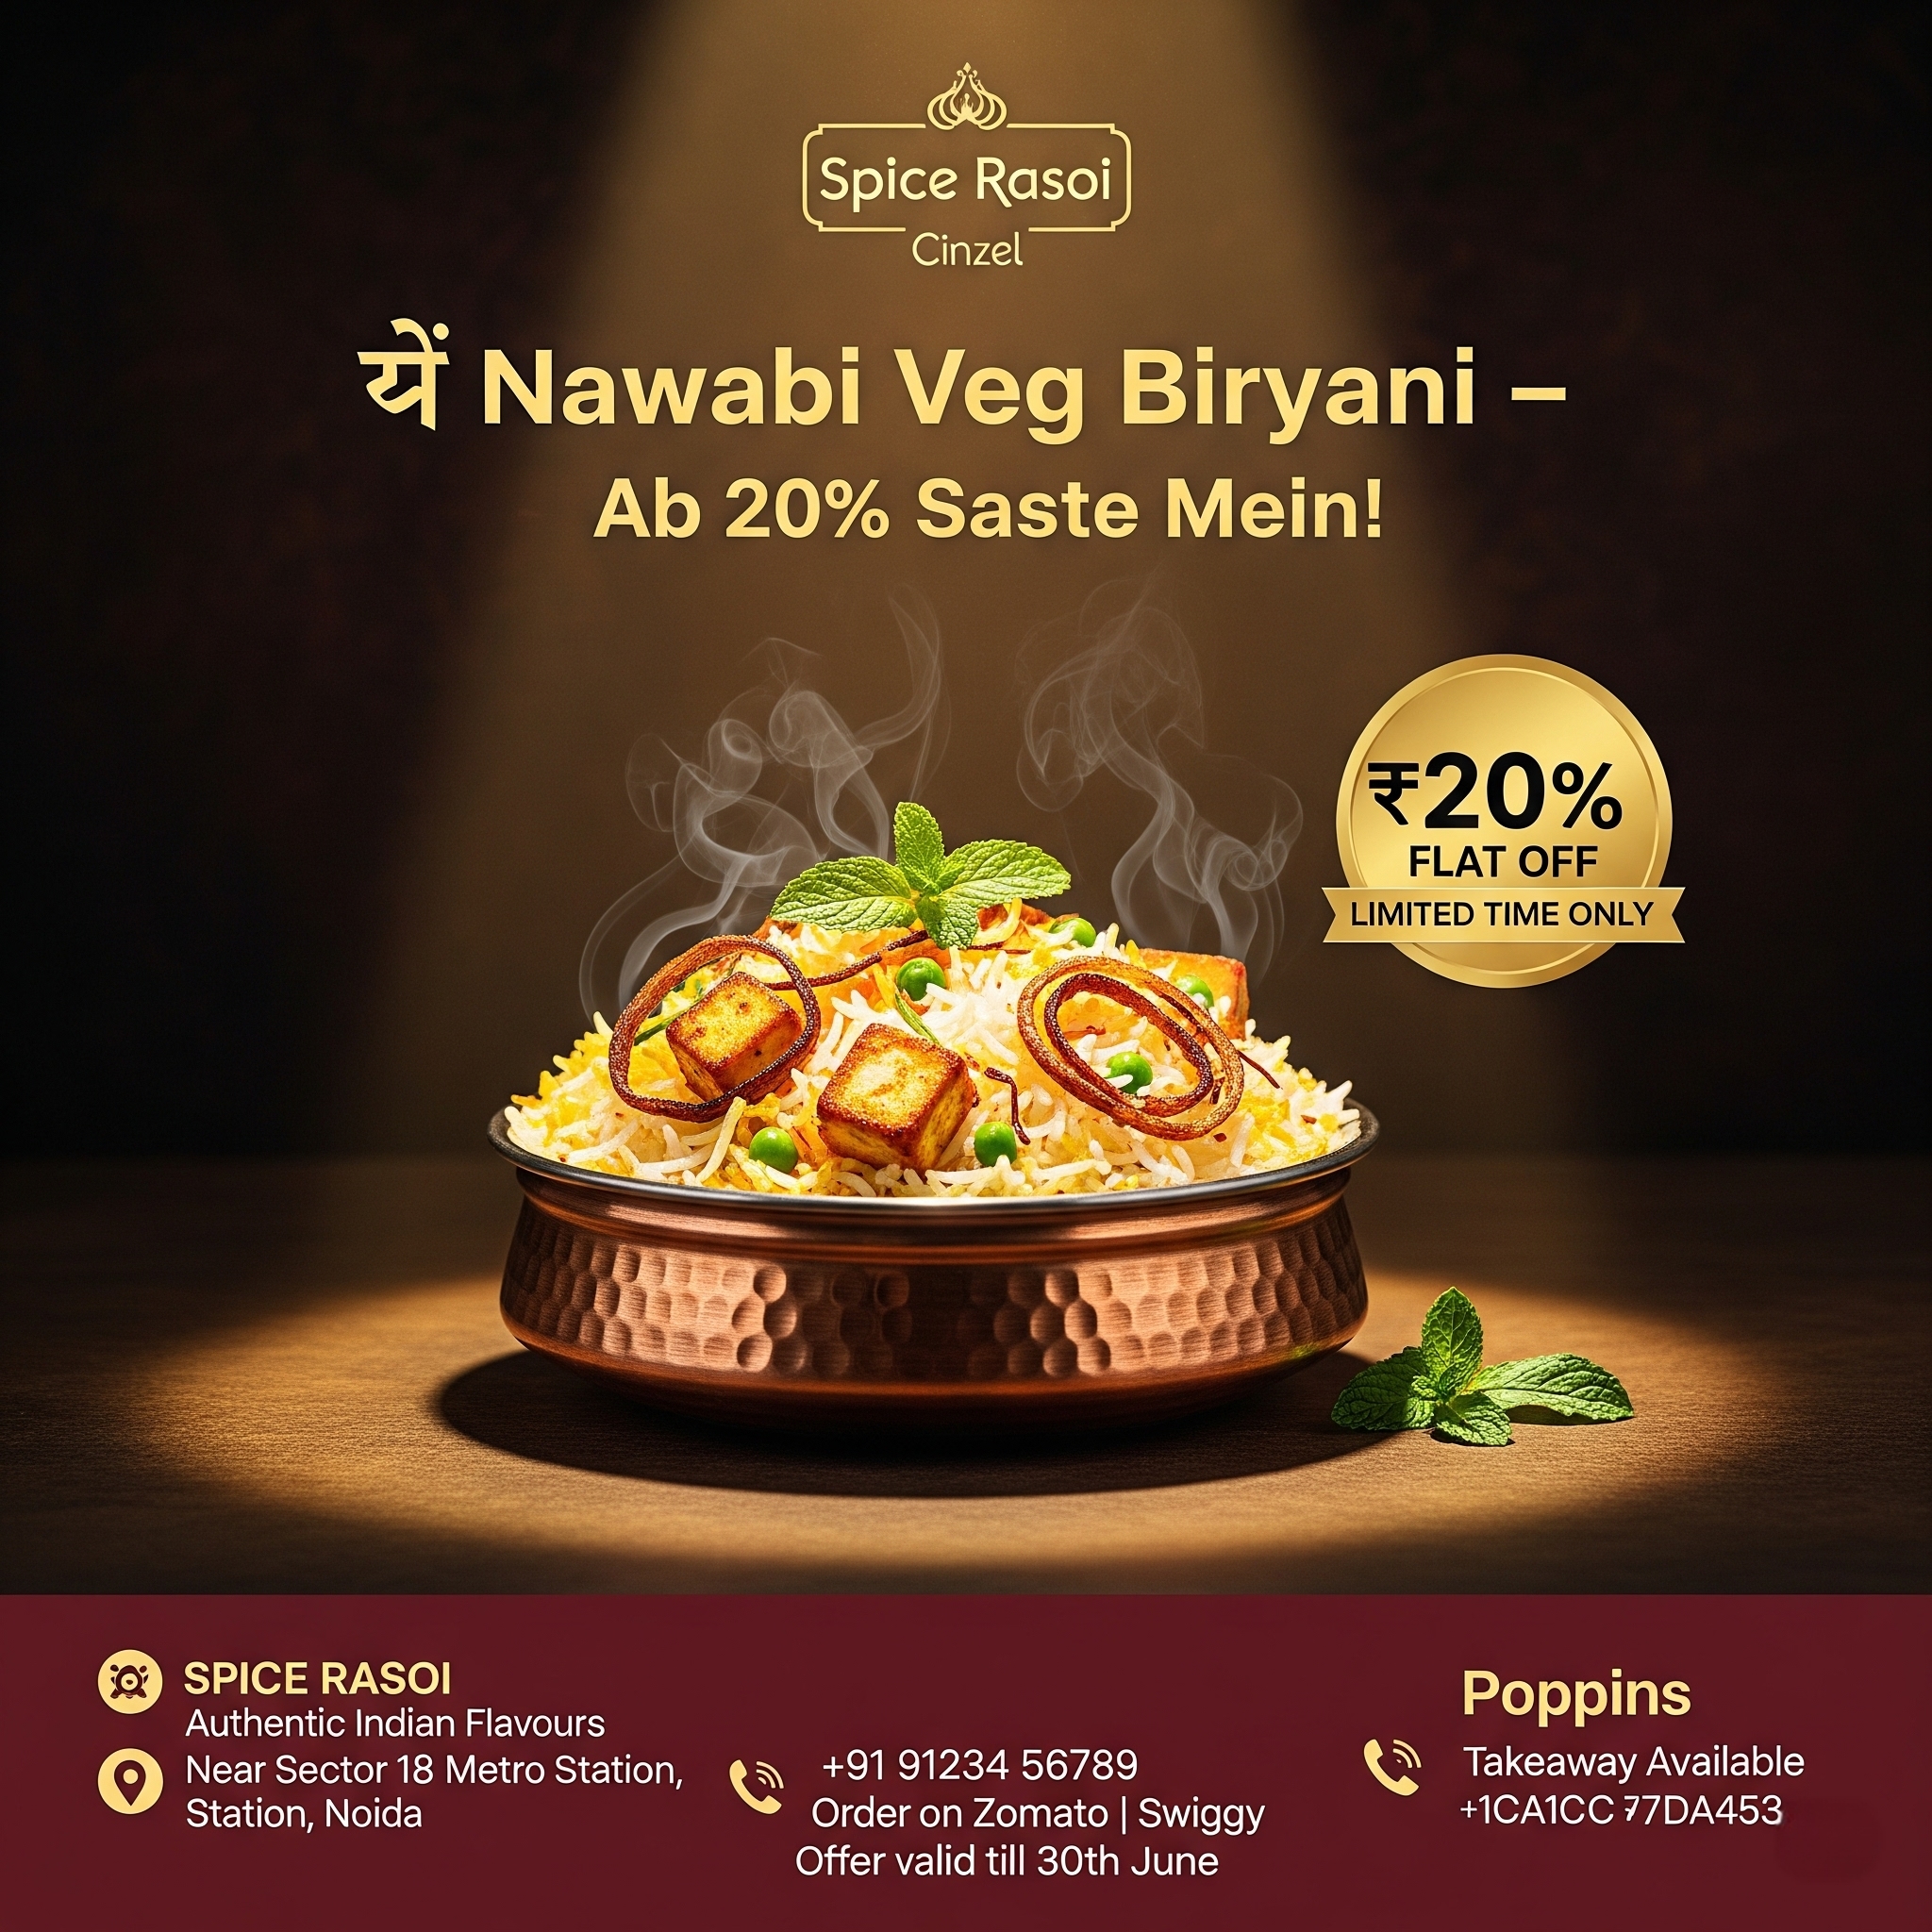 Spice Rasoi
Cinzel
Nawabi Veg Biryani –
Ab 20% Saste Mein!
₹20%
FLAT OFF
LIMITED TIME ONLY
SPICE RASOI
Authentic Indian Flavours
Near Sector 18 Metro Station,
Station, Noida
+91 91234 56789
Order on Zomato | Swiggy
Offer valid till 30th June
Poppins
Takeaway Available